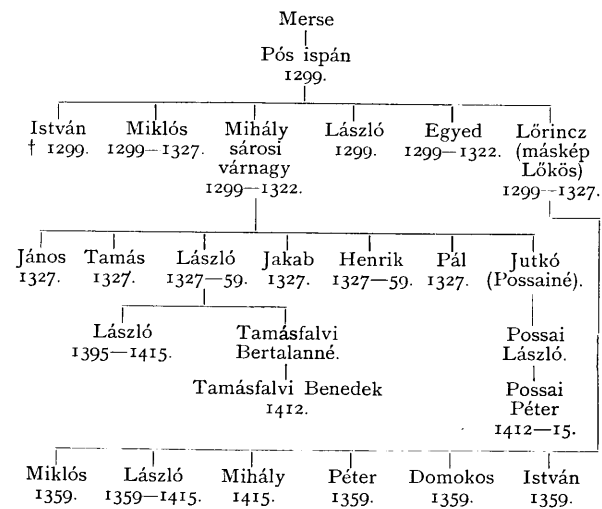 Merse
Pós ispán
1299.
István Miklós Mihály László Egyed Lőrincz
† 1299. 1299—1327. sárosi 1299. 1299—1322. (máskép
várnagy Lőkös)
1299—1322. 1299—1327.
János Tamás László Jakab Henrik Pál Jutkó
1327. 1327. 1327—59. 1327. 1327—59. 1327. (Possainé).
László Tamásfalvi Possai
1395—1415. Bertalanné. László.
Tamásfalvi Benedek Possai
1412. Péter
1412—15.
Miklós László Mihály Péter Domokos István
1359. 1359—1415. 1415. 1359. 1359. 1359.